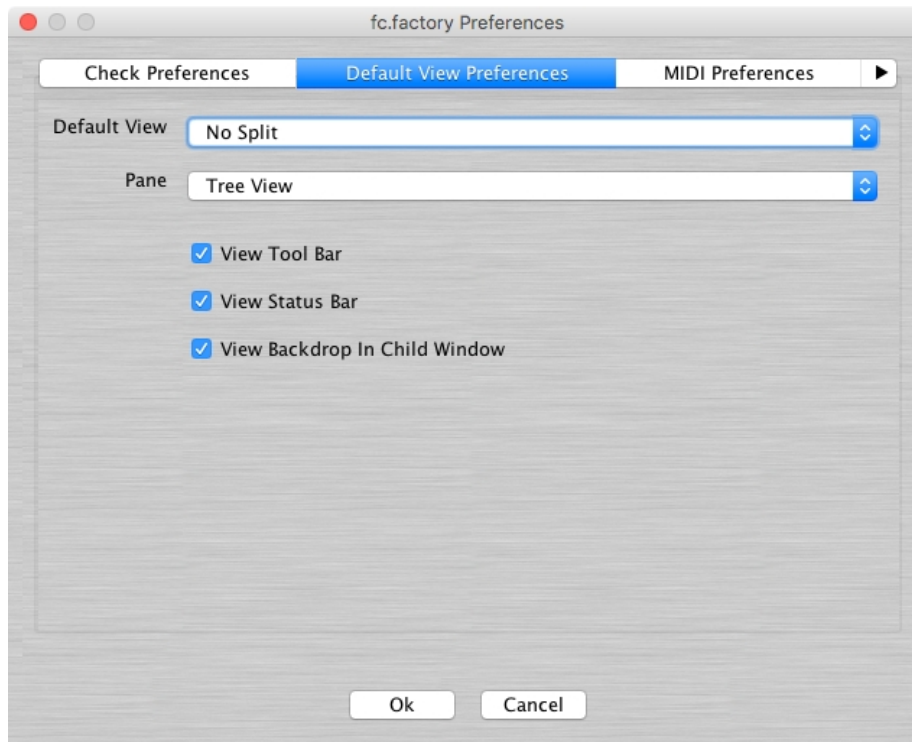 fc.factory Preferences
Check Preferences Default View Preferences MIDI Preferences
Default View No Split
Pane Tree View
View Tool Bar
View Status Bar
View Backdrop In Child Window
Ok Cancel